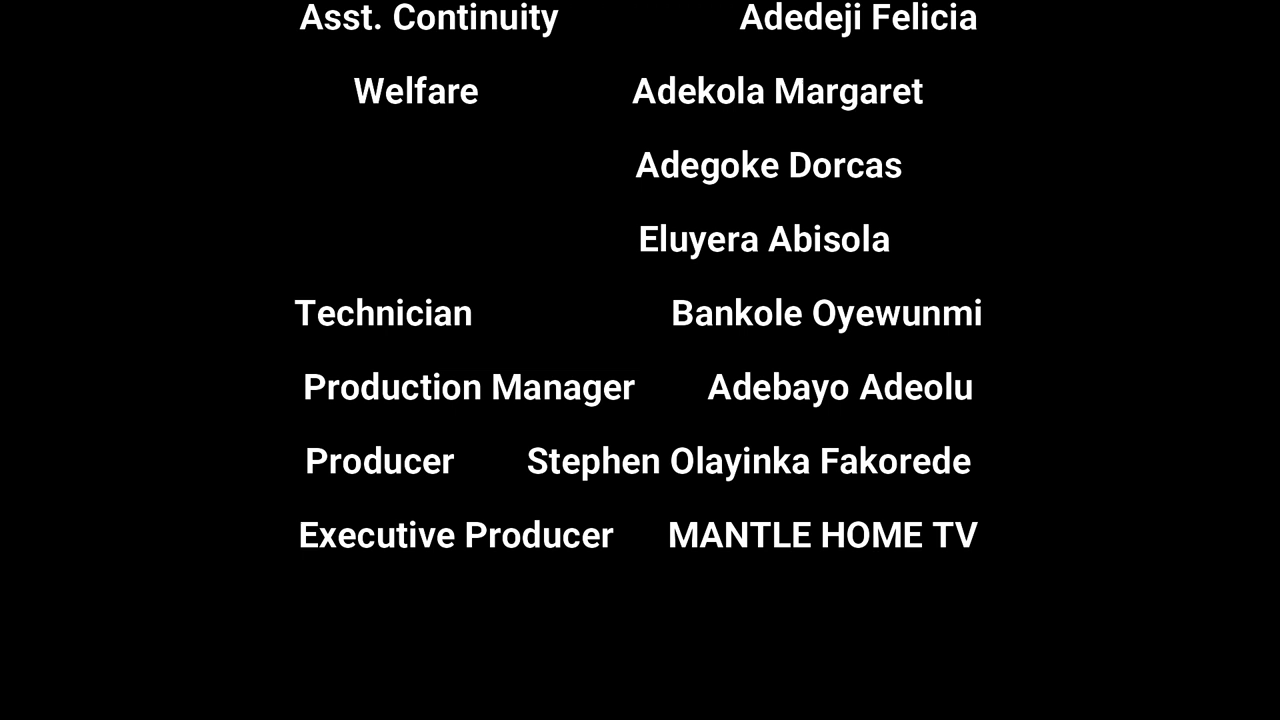 Asst. Continuity Adedeji Felicia
Welfare Adekola Margaret
Adegoke Dorcas
Eluyera Abisola
Technician Bankole Oyewunmi
Production Manager Adebayo Adeolu
Producer Stephen Olayinka Fakorede
Executive Producer MANTLE HOME TV